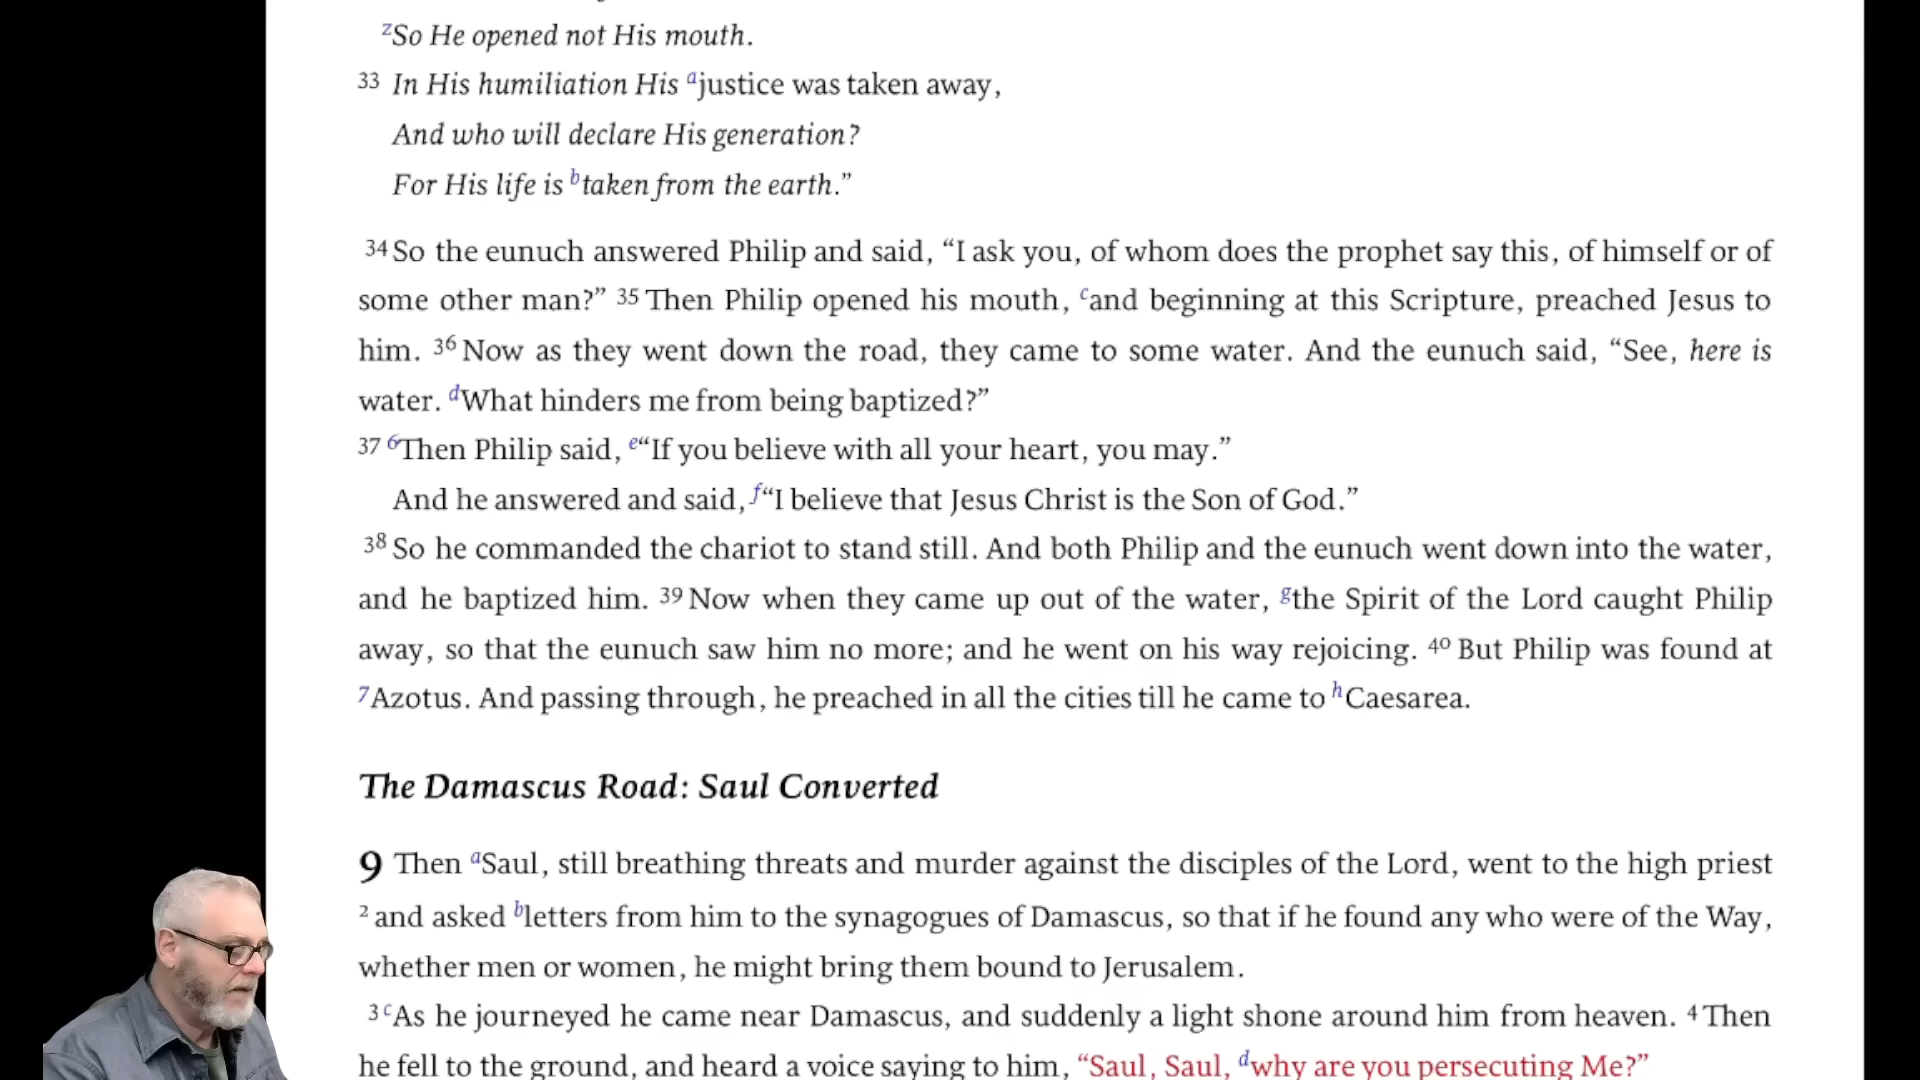 zSo He opened not His mouth.
33 In His humiliation His ajustice was taken away,
And who will declare His generation?
For His life is btaken from the earth.”
34 So the eunuch answered Philip and said, “I ask you, of whom does the prophet say this, of himself or of
some other man?” 35 Then Philip opened his mouth, cand beginning at this Scripture, preached Jesus to
him. 36 Now as they went down the road, they came to some water. And the eunuch said, “See, here is
water. dWhat hinders me from being baptized?”
37 6Then Philip said, e“If you believe with all your heart, you may.”
And he answered and said, f“I believe that Jesus Christ is the Son of God.”
38 So he commanded the chariot to stand still. And both Philip and the eunuch went down into the water,
and he baptized him. 39 Now when they came up out of the water, gthe Spirit of the Lord caught Philip
away, so that the eunuch saw him no more; and he went on his way rejoicing. 40 But Philip was found at
7Azotus. And passing through, he preached in all the cities till he came to hCaesarea.
The Damascus Road: Saul Converted
9 Then aSaul, still breathing threats and murder against the disciples of the Lord, went to the high priest
2 and asked bletters from him to the synagogues of Damascus, so that if he found any who were of the Way,
whether men or women, he might bring them bound to Jerusalem.
3 cAs he journeyed he came near Damascus, and suddenly a light shone around him from heaven. 4 Then
he fell to the ground, and heard a voice saying to him, “Saul, Saul, dwhy are you persecuting Me?”